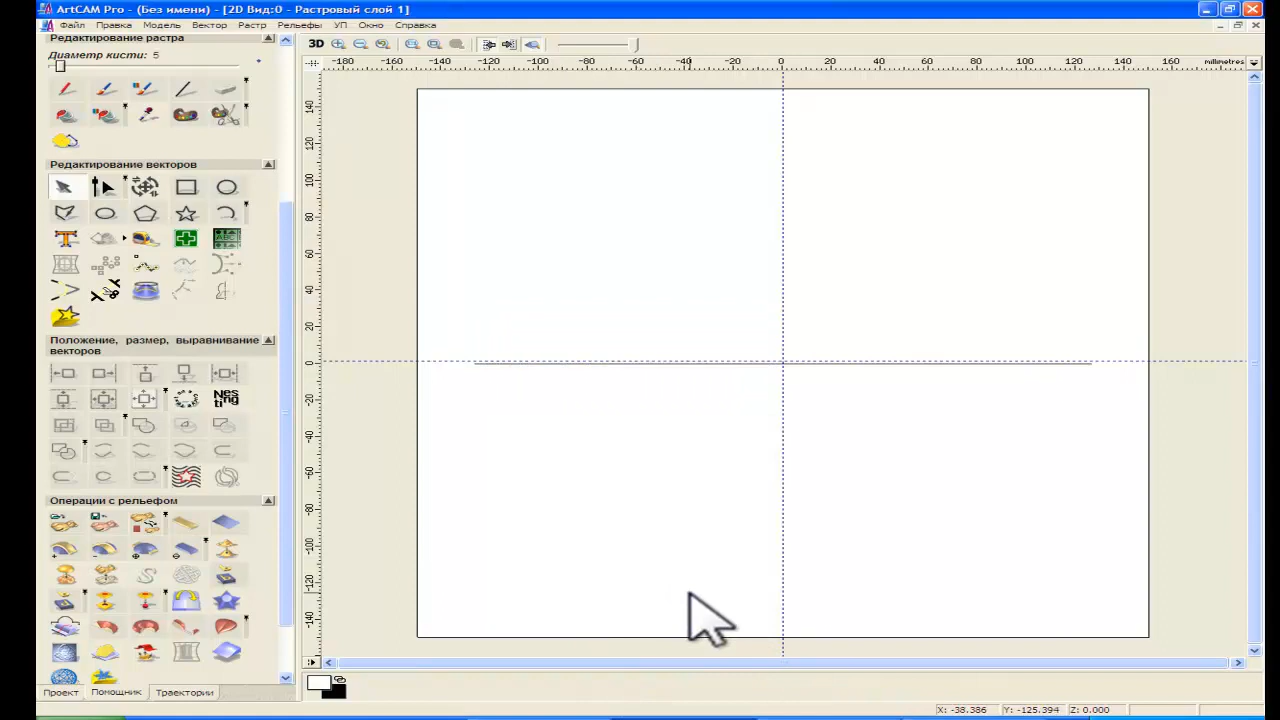 ArtCAM Pro - (Без имени) - [2D Вид:0 - Растровый слой 1]
Файл Правка Модель Вектор Растр Рельефы УП Окно Справка
Редактирование растра
Диаметр кисти: 5
3D
-180 -160 -140 -120 -100 -80 -60 -40 -20 0 20 40 60 80 100 120 140 160 millimetres
140
120
100
80
60
40
20
0
-20
-40
-60
-80
-100
-120
-140
Редактирование векторов
ABC
Положение, размер, выравнивание
векторов
Nes
ting
Операции с рельефом
Проект Помощник Траектории
X: -38.386 Y: -125.394 Z: 0.000